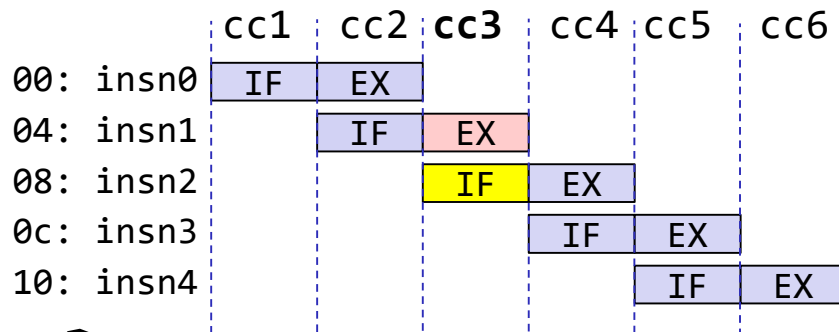 cc1 cc2 cc3 cc4 cc5 cc6
00: insn0 IF EX
04: insn1 IF EX
08: insn2 IF EX
0c: insn3 IF EX
10: insn4 IF EX